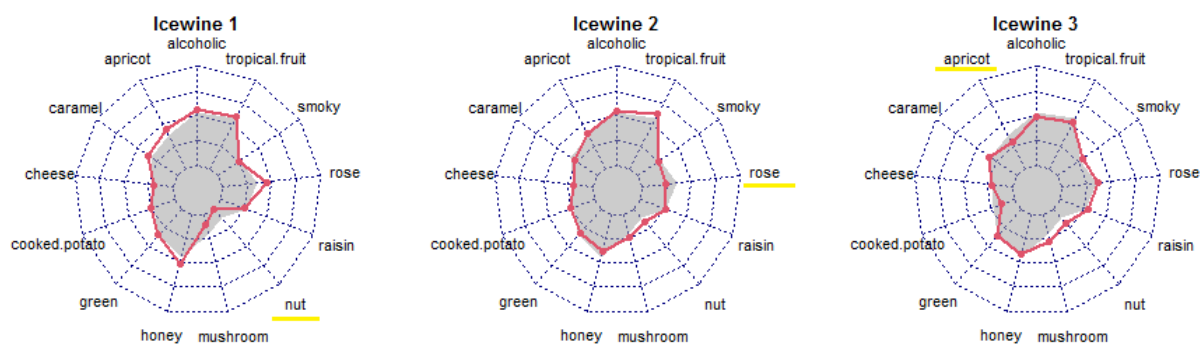 Icewine 1
alcoholic
apricot
tropical.fruit
caramel
smoky
cheese
rose
cooked.potato
raisin
green
nut
honey
mushroom
Icewine 2
alcoholic
apricot
tropical.fruit
caramel
smoky
cheese
rose
cooked.potato
raisin
green
nut
honey
mushroom
Icewine 3
alcoholic
apricot
tropical.fruit
caramel
smoky
cheese
rose
cooked.potato
raisin
green
nut
honey
mushroom